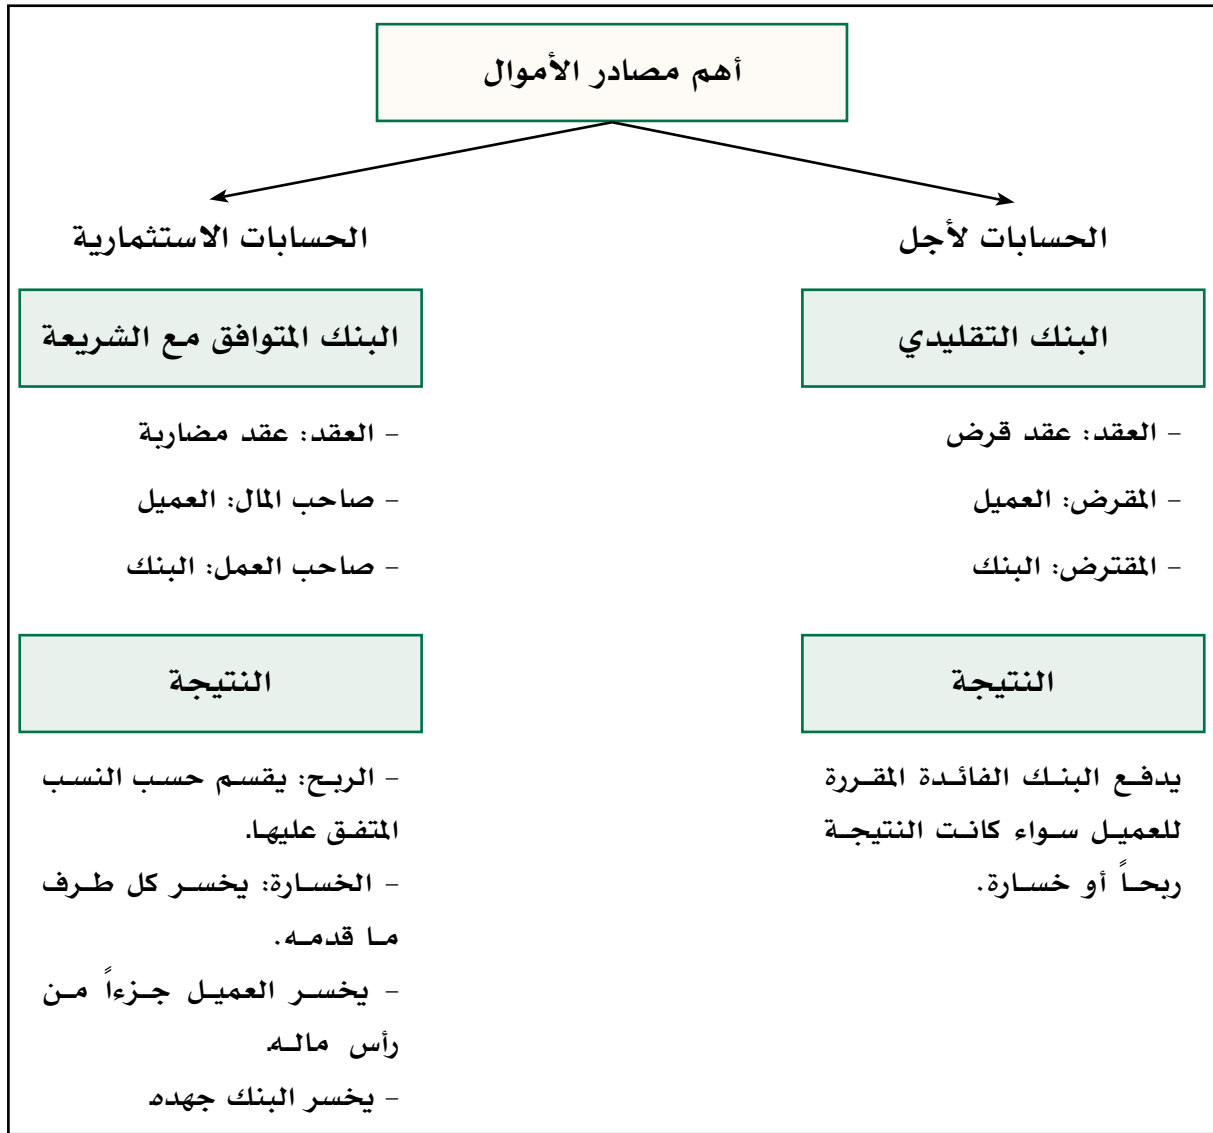 أهم مصادر الأموال
الحسابات لأجل
البنك التقليدي
– العقد: عقد قرض
– المقرض: العميل
– المقترض: البنك
النتيجة
يدفع البنك الفائدة المقررة
للعميل سواء كانت النتيجة
ربحاً أو خسارة.
الحسابات الاستثمارية
البنك المتوافق مع الشريعة
– العقد: عقد مضاربة
– صاحب المال: العميل
– صاحب العمل: البنك
النتيجة
– الربح: يقسم حسب النسب
المتفق عليها.
– الخسارة: يخسر كل طرف
ما قدمه.
– يخسر العميل جزءاً من
رأس ماله.
– يخسر البنك جهده.